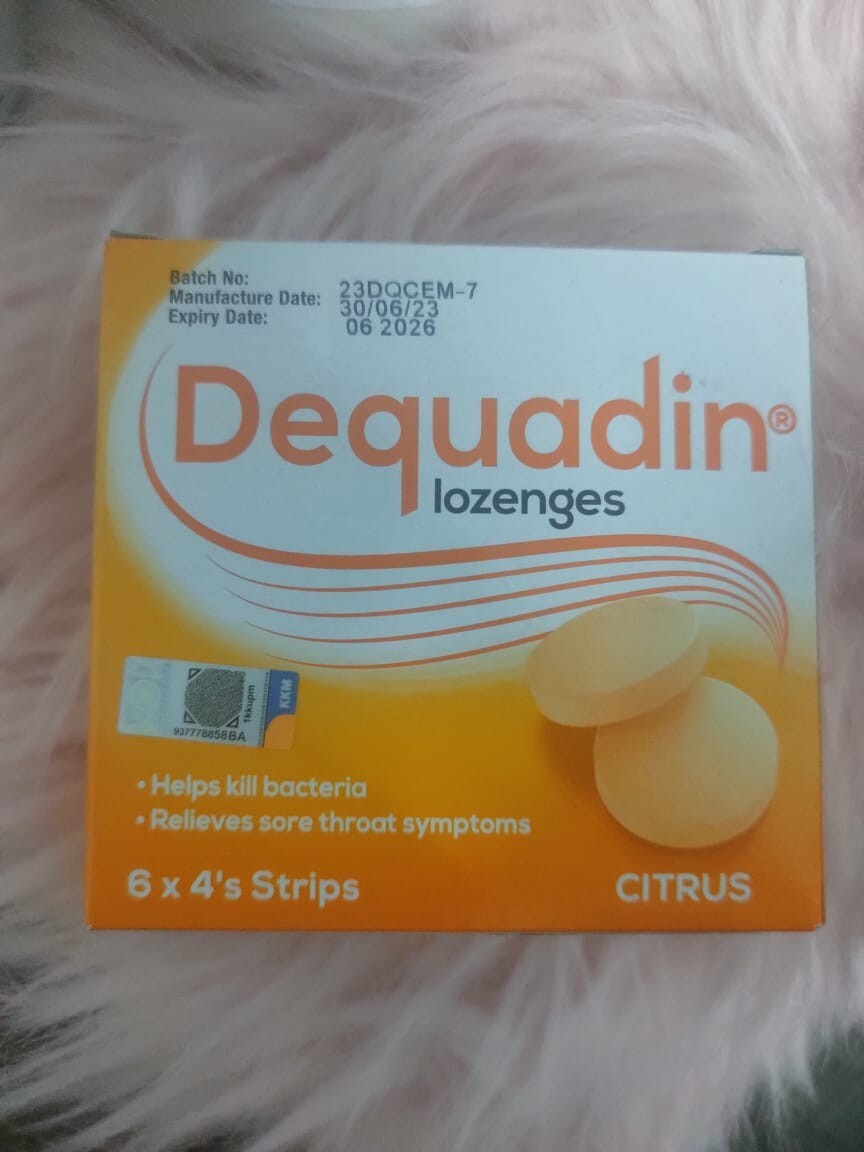 Batch No: 23DQCEM-7
Manufacture Date: 30/06/23
Expiry Date: 06 2026
Dequadin®
lozenges
KKM
1kkupm
937778858BA
• Helps kill bacteria
• Relieves sore throat symptoms
6 x 4's Strips
CITRUS